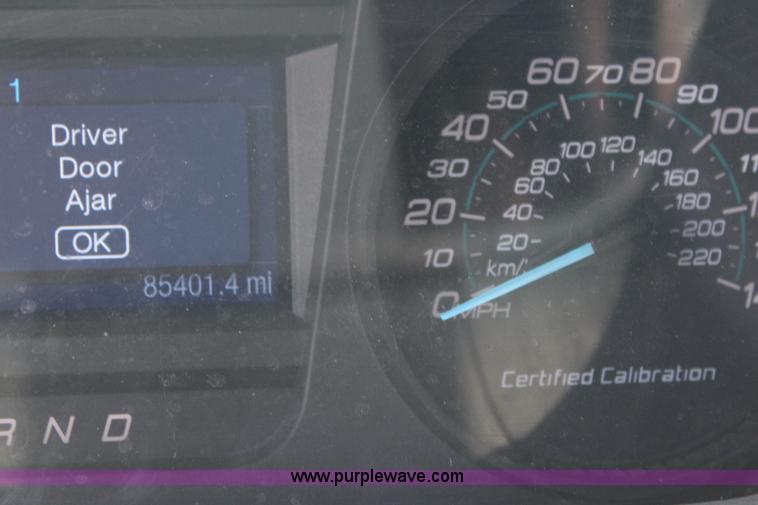 1
Driver
Door
Ajar
OK
85401.4 mi
R N D
0 10 20 30 40 50 60 70 80 90 100
20 40 60 80 100 120 140 160 180 200 220
km/
MPH
Certified Calibration
www.purplewave.com